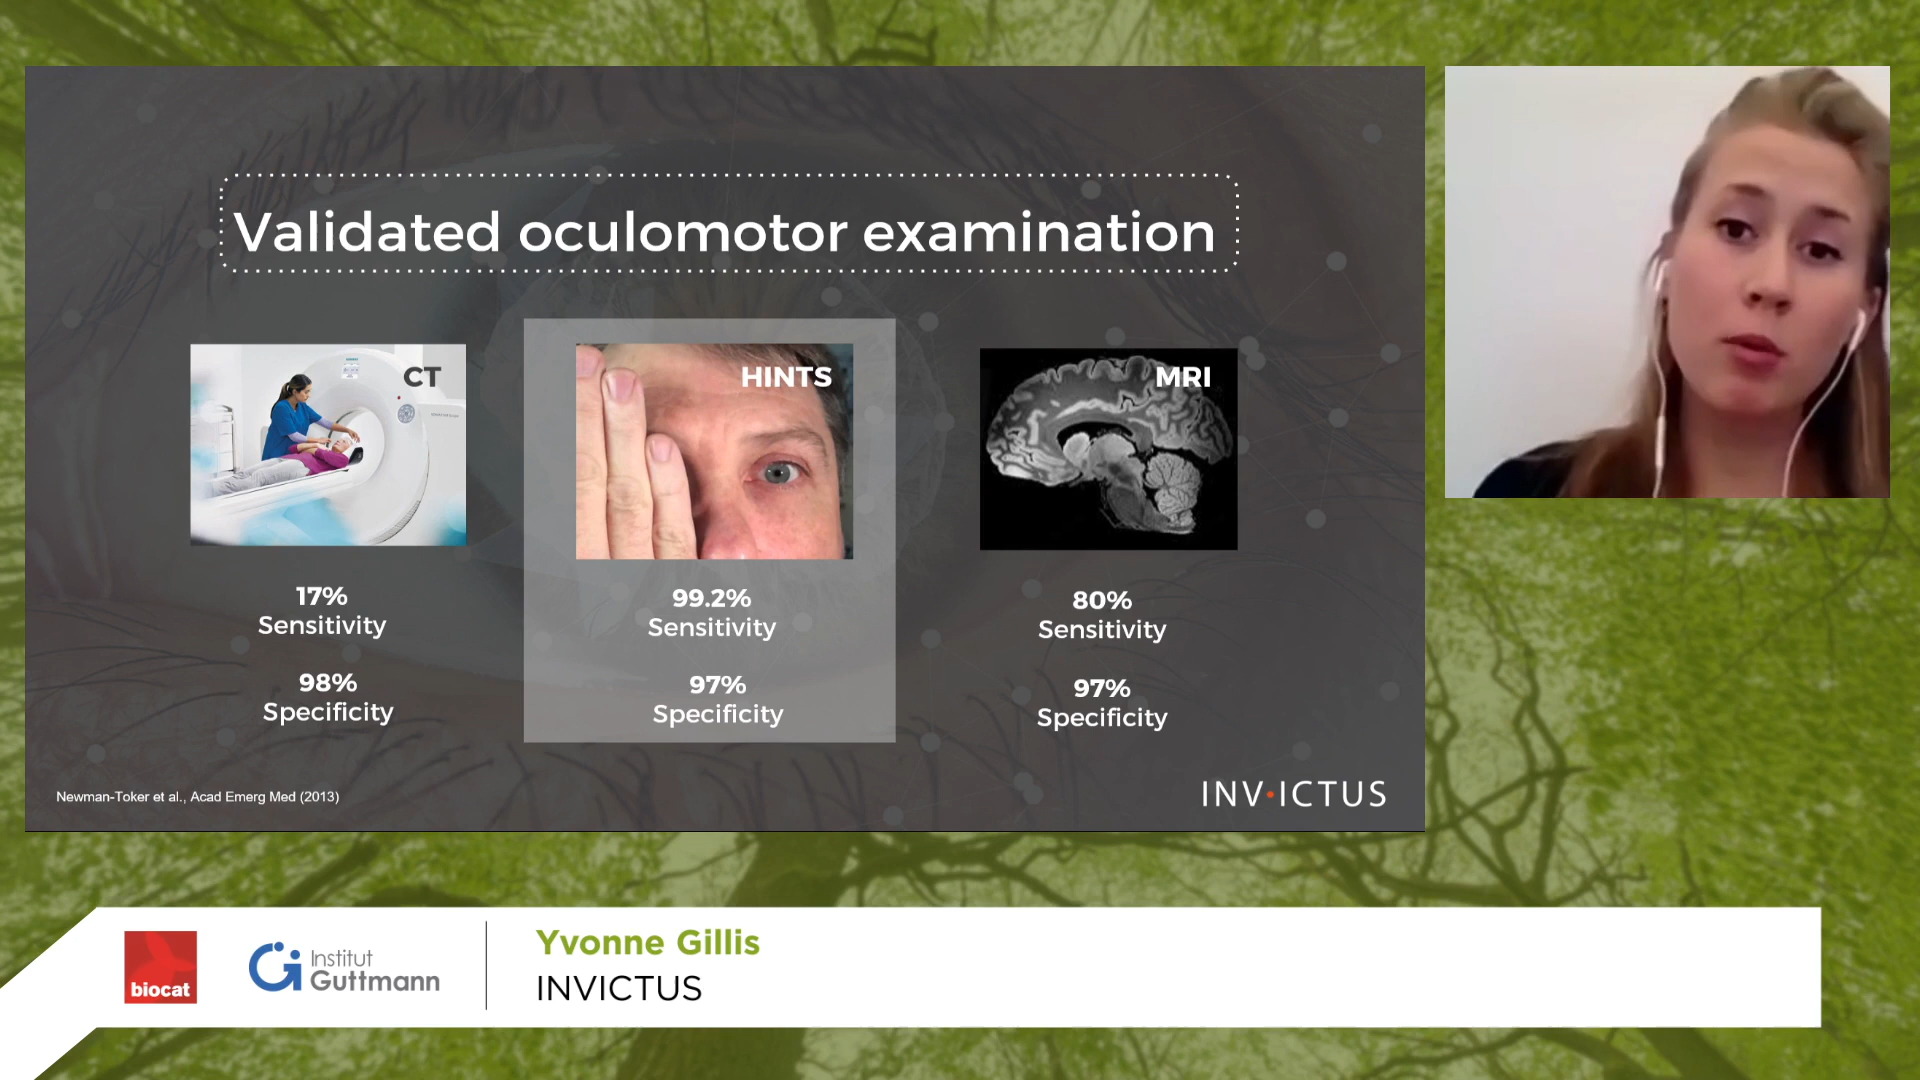 Validated oculomotor examination
CT
17%
Sensitivity
98%
Specificity
HINTS
99.2%
Sensitivity
97%
Specificity
MRI
80%
Sensitivity
97%
Specificity
Newman-Toker et al., Acad Emerg Med (2013)
INV•ICTUS
biocat
Institut
Guttmann
Yvonne Gillis
INVICTUS